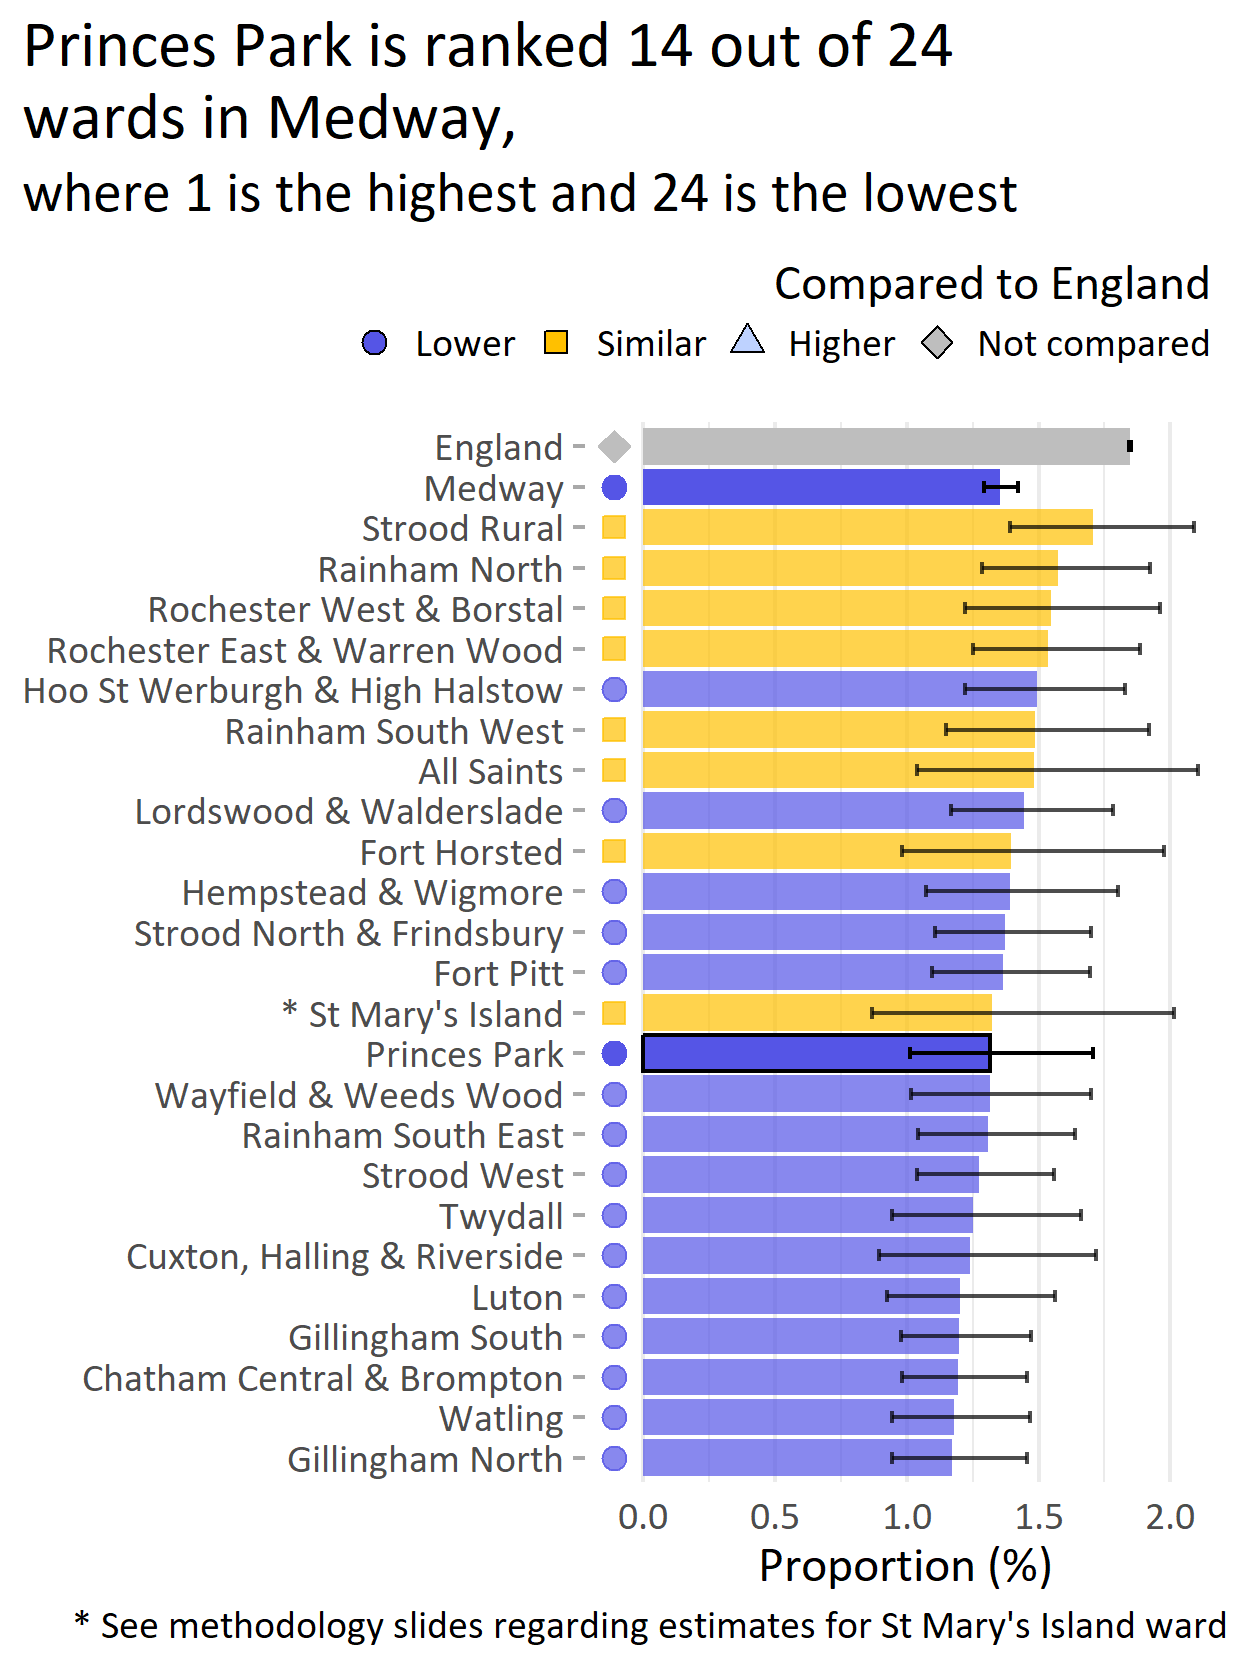 Princes Park is ranked 14 out of 24
wards in Medway,
where 1 is the highest and 24 is the lowest
Compared to England
Lower Similar Higher Not compared
England
Medway
Strood Rural
Rainham North
Rochester West & Borstal
Rochester East & Warren Wood
Hoo St Werburgh & High Halstow
Rainham South West
All Saints
Lordswood & Walderslade
Fort Horsted
Hempstead & Wigmore
Strood North & Frindsbury
Fort Pitt
* St Mary's Island
Princes Park
Wayfield & Weeds Wood
Rainham South East
Strood West
Twydall
Cuxton, Halling & Riverside
Luton
Gillingham South
Chatham Central & Brompton
Watling
Gillingham North
0.0 0.5 1.0 1.5 2.0
Proportion (%)
* See methodology slides regarding estimates for St Mary's Island ward